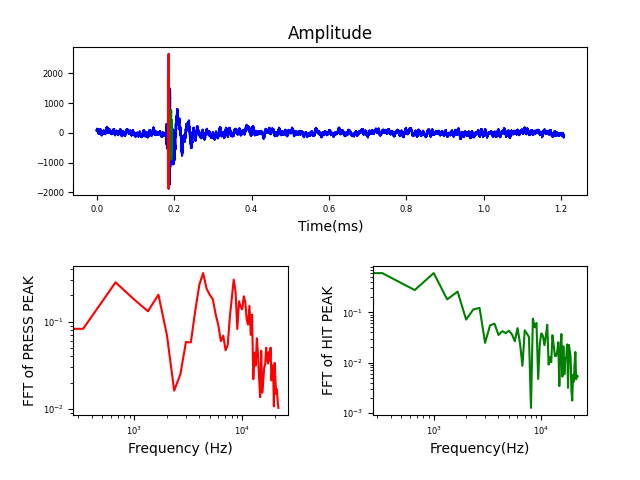 Amplitude
2000
1000
0
−1000
−2000
0.0 0.2 0.4 0.6 0.8 1.0 1.2
Time(ms)
FFT of PRESS PEAK
10⁻¹
10⁻²
10³ 10⁴
Frequency (Hz)
FFT of HIT PEAK
10⁻¹
10⁻²
10⁻³
10³ 10⁴
Frequency(Hz)